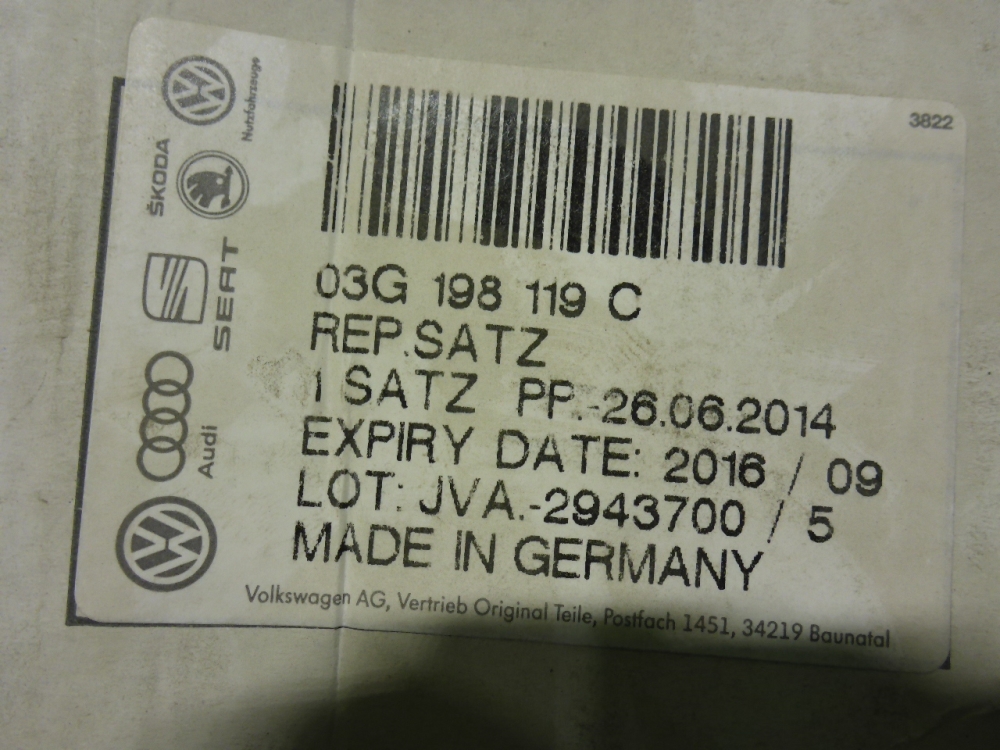 Nutzfahrzeuge
ŠKODA
SEAT
Audi
3822
03G 198 119 C
REP.SATZ
1 SATZ PP.-26.06.2014
EXPIRY DATE: 2016 / 09
LOT: JVA.-2943700 / 5
MADE IN GERMANY
Volkswagen AG, Vertrieb Original Teile, Postfach 1451, 34219 Baunatal